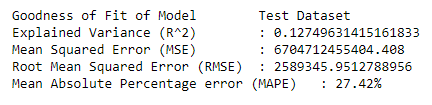 Goodness of Fit of Model        Test Dataset
Explained Variance (R^2)        : 0.12749631415161833
Mean Squared Error (MSE)        : 6704712455404.408
Root Mean Squared Error (RMSE)  : 2589345.9512788956
Mean Absolute Percentage error (MAPE)   : 27.42%